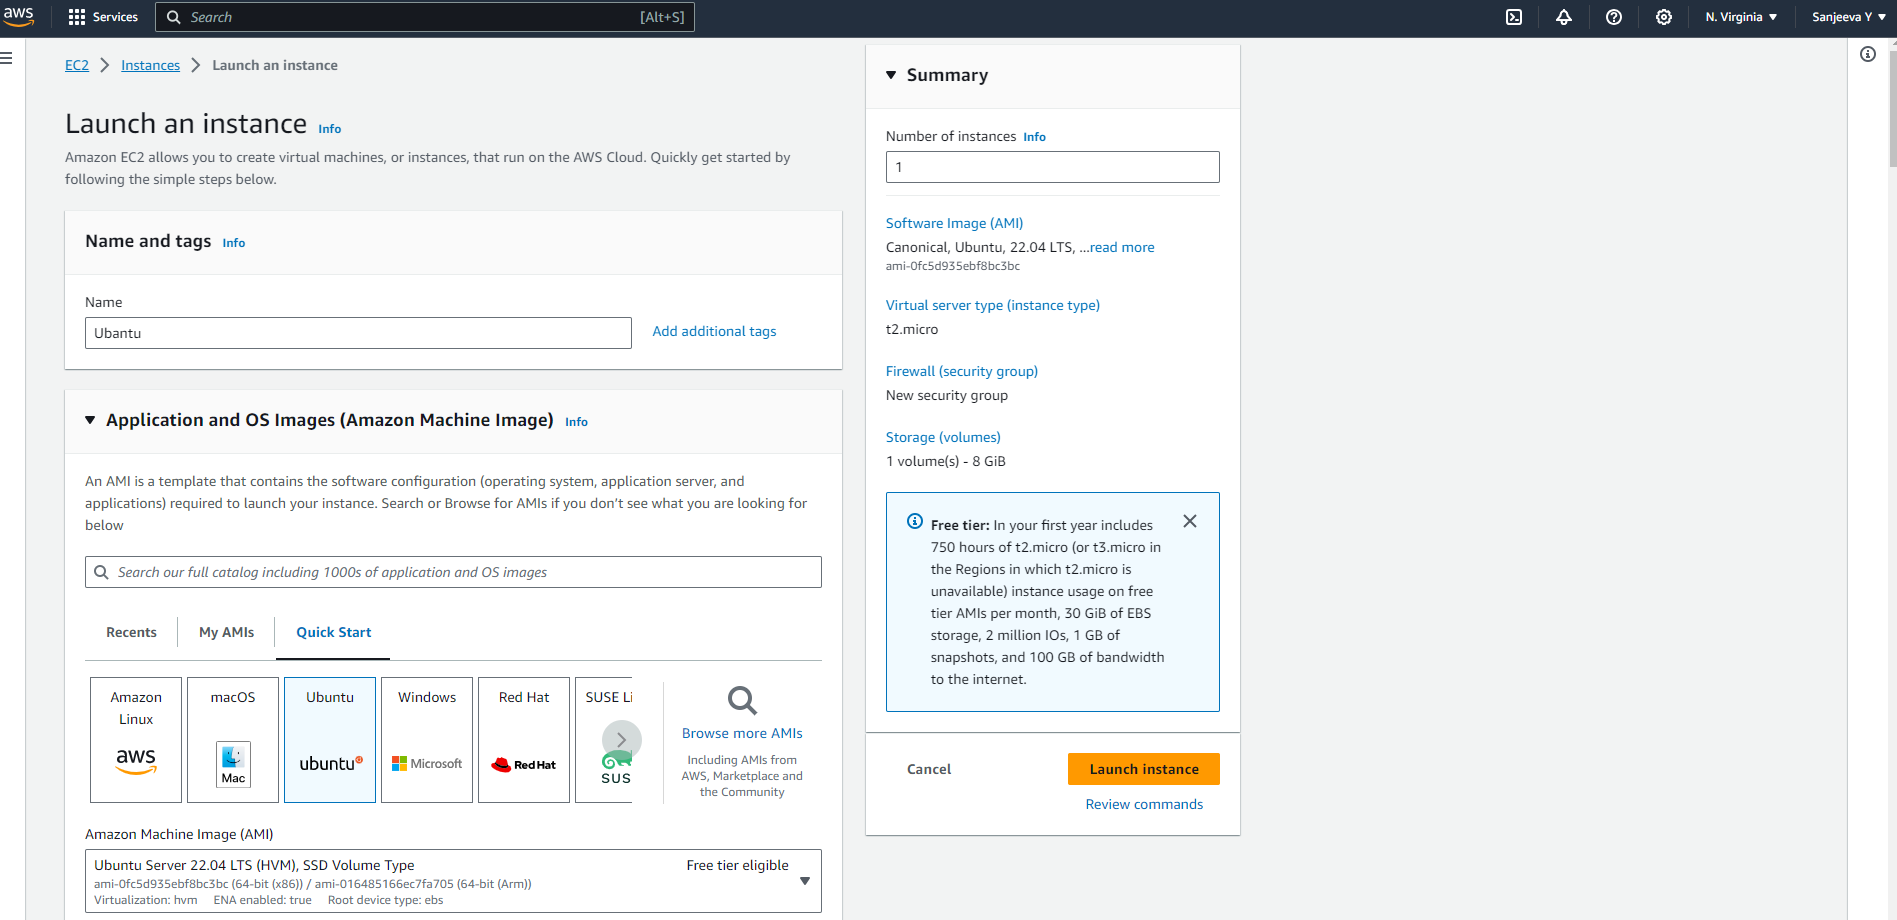 aws
Services
Search
[Alt+S]
N. Virginia
Sanjeeva Y
EC2
Instances
Launch an instance
Launch an instance Info
Amazon EC2 allows you to create virtual machines, or instances, that run on the AWS Cloud. Quickly get started by
following the simple steps below.
Name and tags Info
Name
Ubantu
Add additional tags
Application and OS Images (Amazon Machine Image) Info
An AMI is a template that contains the software configuration (operating system, application server, and
applications) required to launch your instance. Search or Browse for AMIs if you don't see what you are looking for
below
Search our full catalog including 1000s of application and OS images
Recents
My AMIs
Quick Start
Amazon
Linux
aws
macOS
Mac
Ubuntu
ubuntu
Windows
Microsoft
Red Hat
Red Hat
SUSE Li
SUS
Browse more AMIs
Including AMIs from
AWS, Marketplace and
the Community
Amazon Machine Image (AMI)
Ubuntu Server 22.04 LTS (HVM), SSD Volume Type
Free tier eligible
ami-0fc5d935ebf8bc3bc (64-bit (x86)) / ami-016485166ec7fa705 (64-bit (Arm))
Virtualization: hvm ENA enabled: true Root device type: ebs
Summary
Number of instances Info
1
Software Image (AMI)
Canonical, Ubuntu, 22.04 LTS, ...read more
ami-0fc5d935ebf8bc3bc
Virtual server type (instance type)
t2.micro
Firewall (security group)
New security group
Storage (volumes)
1 volume(s) - 8 GiB
Free tier: In your first year includes
750 hours of t2.micro (or t3.micro in
the Regions in which t2.micro is
unavailable) instance usage on free
tier AMIs per month, 30 GiB of EBS
storage, 2 million IOs, 1 GB of
snapshots, and 100 GB of bandwidth
to the internet.
Cancel
Launch instance
Review commands